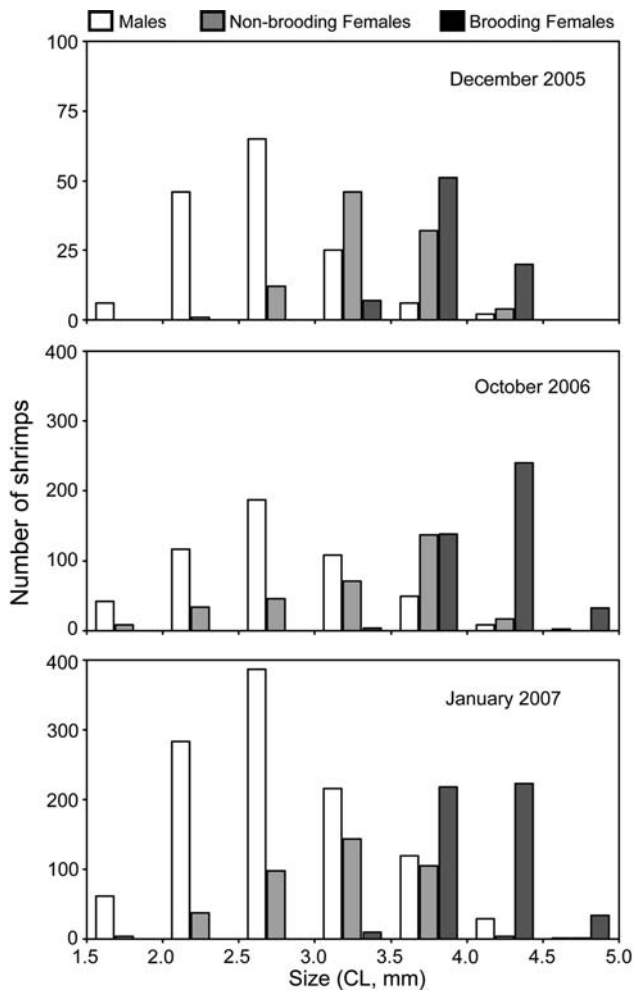 Males Non-brooding Females Brooding Females
100
December 2005
75
50
25
0
400
October 2006
300
200
100
0
400
January 2007
300
200
100
0
1.5 2.0 2.5 3.0 3.5 4.0 4.5 5.0
Size (CL, mm)
Number of shrimps